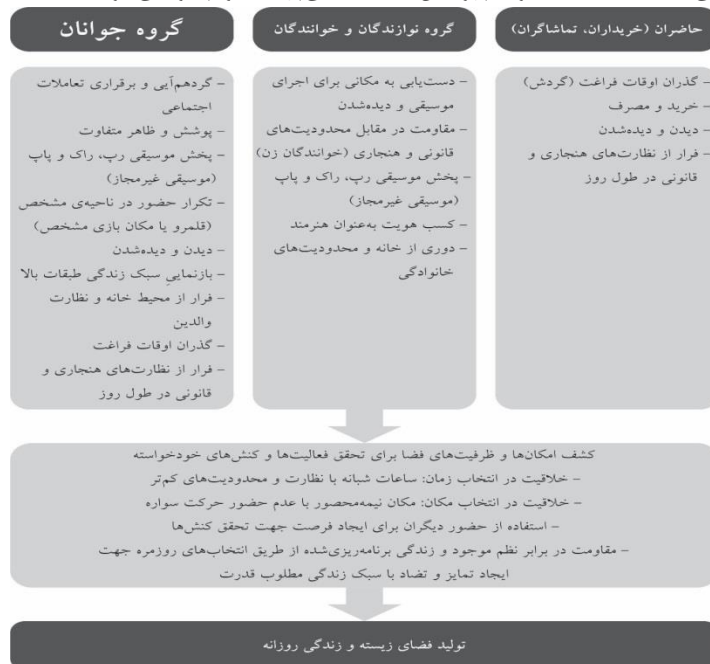 حاضران (خریداران، تماشاگران)
– گذران اوقات فراغت (گردش)
– خرید و مصرف
– دیدن و دیده‌شدن
– فرار از نظارت‌های هنجاری و
قانونی در طول روز
گروه نوازندگان و خوانندگان
– دست‌یابی به مکانی برای اجرای
موسیقی و دیده‌شدن
– مقاومت در مقابل محدودیت‌های
قانونی و هنجاری (خوانندگان زن)
– پخش موسیقی رپ، راک و پاپ
(موسیقی غیرمجاز)
– کسب هویت به‌عنوان هنرمند
– دوری از خانه و محدودیت‌های
خانوادگی
گروه جوانان
– گردهم‌آیی و برقراری تعاملات
اجتماعی
– پوشش و ظاهر متفاوت
– پخش موسیقی رپ، راک و پاپ
(موسیقی غیرمجاز)
– تکرار حضور در ناحیه‌ی مشخص
(قلمرو یا مکان بازی مشخص)
– دیدن و دیده‌شدن
– بازنمایی سبک زندگی طبقات بالا
– فرار از محیط خانه و نظارت
والدین
– گذران اوقات فراغت
– فرار از نظارت‌های هنجاری و
قانونی در طول روز
کشف امکان‌ها و ظرفیت‌های فضا برای تحقق فعالیت‌ها و کنش‌های خودخواسته
– خلاقیت در انتخاب زمان: ساعات شبانه با نظارت و محدودیت‌های کم‌تر
– خلاقیت در انتخاب مکان: مکان نیمه‌محصور با عدم حضور حرکت سواره
– استفاده از حضور دیگران برای ایجاد فرصت جهت تحقق کنش‌ها
– مقاومت در برابر نظم موجود و زندگی برنامه‌ریزی‌شده از طریق انتخاب‌های روزمره جهت
ایجاد تمایز و تضاد با سبک زندگی مطلوب قدرت
تولید فضای زیسته و زندگی روزانه